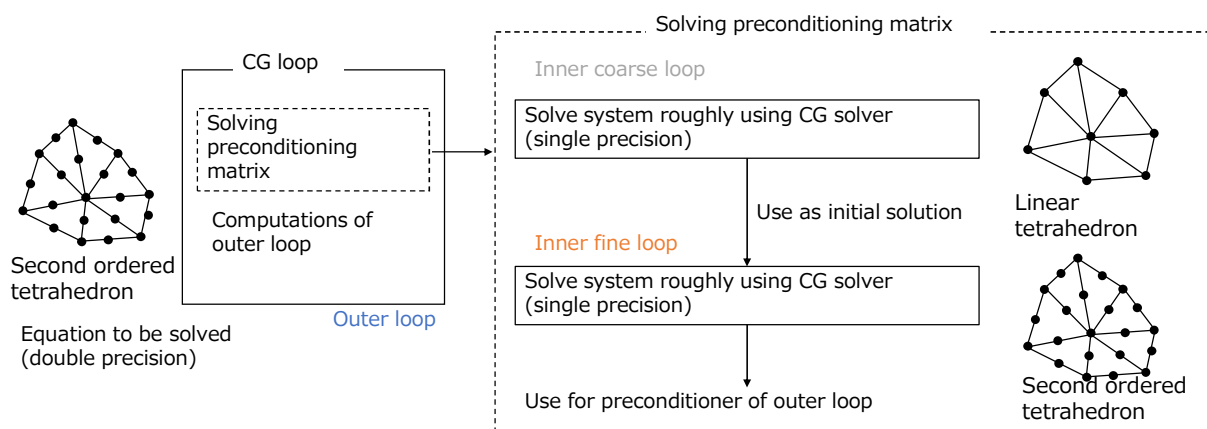 Solving preconditioning matrix
CG loop
Inner coarse loop
Solving
preconditioning
matrix
Solve system roughly using CG solver
(single precision)
Computations of
outer loop
Use as initial solution
Linear
tetrahedron
Second ordered
tetrahedron
Inner fine loop
Solve system roughly using CG solver
(single precision)
Outer loop
Equation to be solved
(double precision)
Use for preconditioner of outer loop
Second ordered
tetrahedron